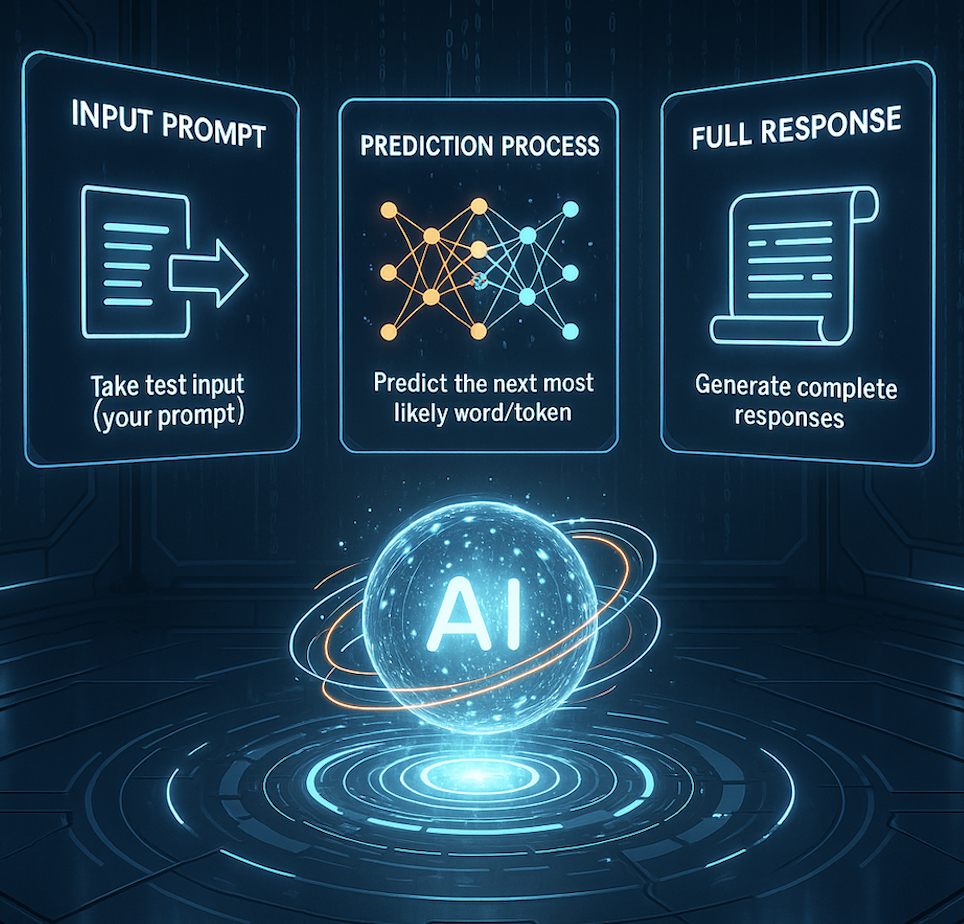 INPUT PROMPT
Take test input
(your prompt)
PREDICTION PROCESS
Predict the next most
likely word/token
FULL RESPONSE
Generate complete
responses
AI